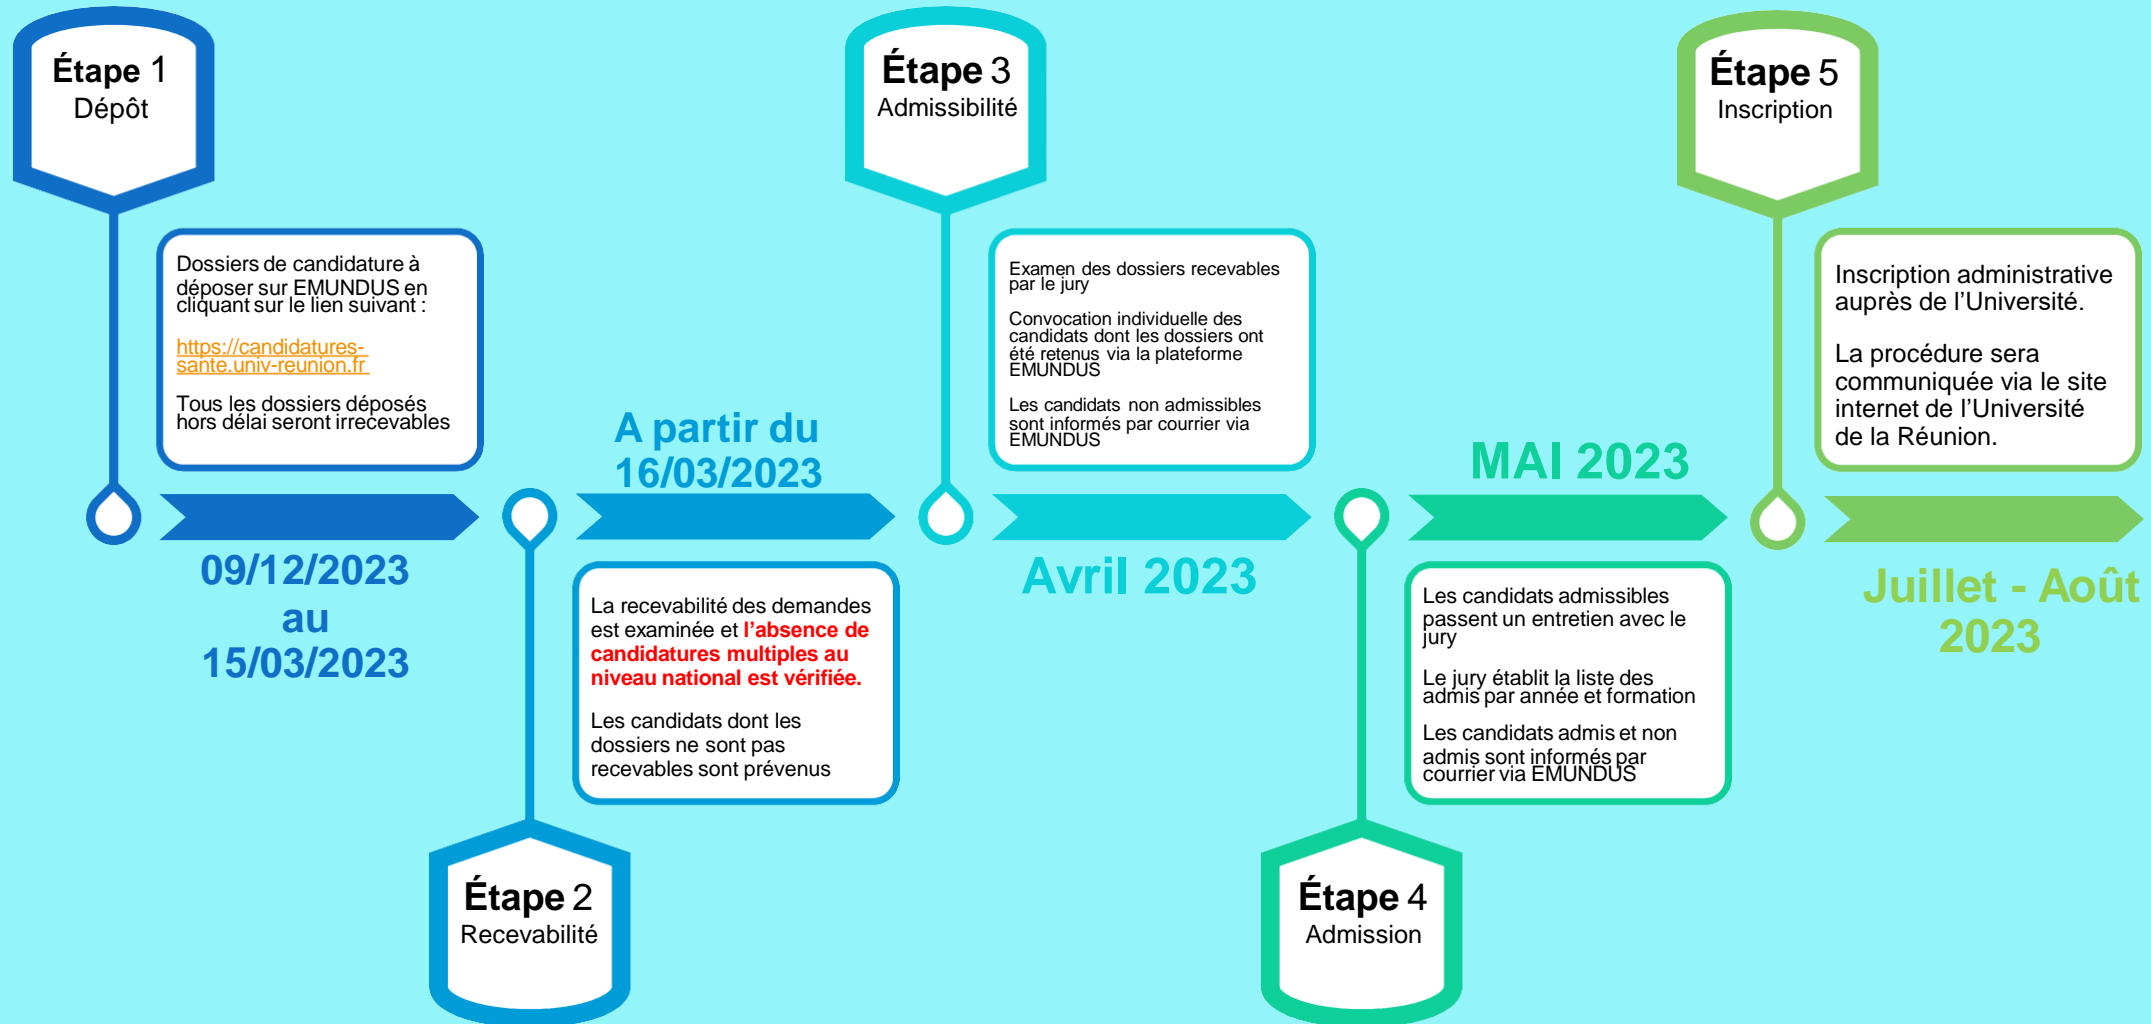 Étape 1
Dépôt
Dossiers de candidature à
déposer sur EMUNDUS en
cliquant sur le lien suivant :
https://candidatures-
sante.univ-reunion.fr
Tous les dossiers déposés
hors délai seront irrecevables
09/12/2023
au
15/03/2023
Étape 2
Recevabilité
A partir du
16/03/2023
La recevabilité des demandes
est examinée et l’absence de
candidatures multiples au
niveau national est vérifiée.
Les candidats dont les
dossiers ne sont pas
recevables sont prévenus
Étape 3
Admissibilité
Examen des dossiers recevables
par le jury
Convocation individuelle des
candidats dont les dossiers ont
été retenus via la plateforme
EMUNDUS
Les candidats non admissibles
sont informés par courrier via
EMUNDUS
Avril 2023
Étape 4
Admission
MAI 2023
Les candidats admissibles
passent un entretien avec le
jury
Le jury établit la liste des
admis par année et formation
Les candidats admis et non
admis sont informés par
courrier via EMUNDUS
Étape 5
Inscription
Inscription administrative
auprès de l’Université.
La procédure sera
communiquée via le site
internet de l’Université
de la Réunion.
Juillet - Août
2023